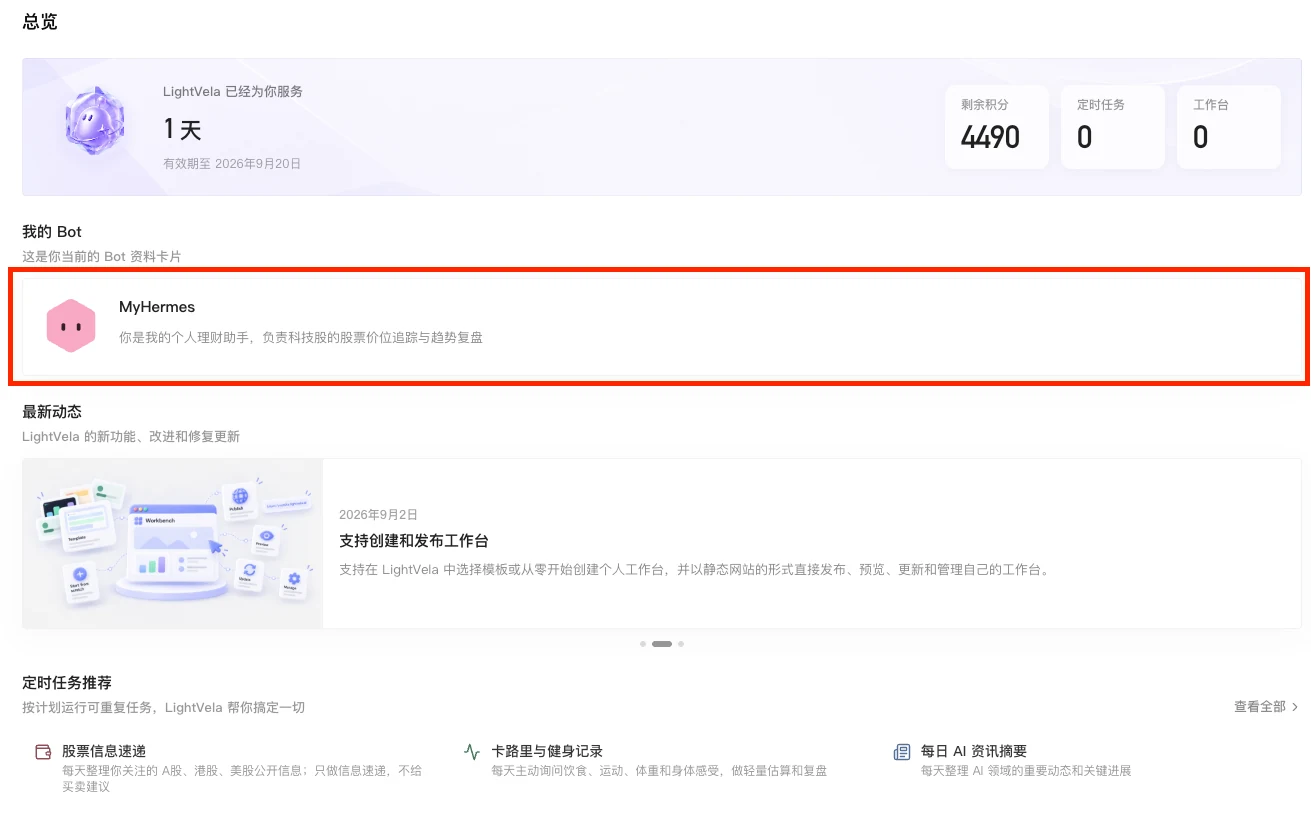 总览
LightVela 已经为你服务
1 天
有效期至 2026年9月20日
剩余积分
4490
定时任务
0
工作台
0
我的 Bot
这是你当前的 Bot 资料卡片
MyHermes
你是我的个人理财助手，负责科技股的股票价位追踪与趋势复盘
最新动态
LightVela 的新功能、改进和修复更新
Workbench
Template
Publish
Preview
Update
Manage
Start from scratch
2026年9月2日
支持创建和发布工作台
支持在 LightVela 中选择模板或从零开始创建个人工作台，并以静态网站的形式直接发布、预览、更新和管理自己的工作台。
定时任务推荐
按计划运行可重复任务，LightVela 帮你搞定一切
查看全部
股票信息速递
每天整理你关注的 A股、港股、美股公开信息；只做信息速递，不给
买卖建议
卡路里与健身记录
每天主动询问饮食、运动、体重和身体感受，做轻量估算和复盘
每日 AI 资讯摘要
每天整理 AI 领域的重要动态和关键进展